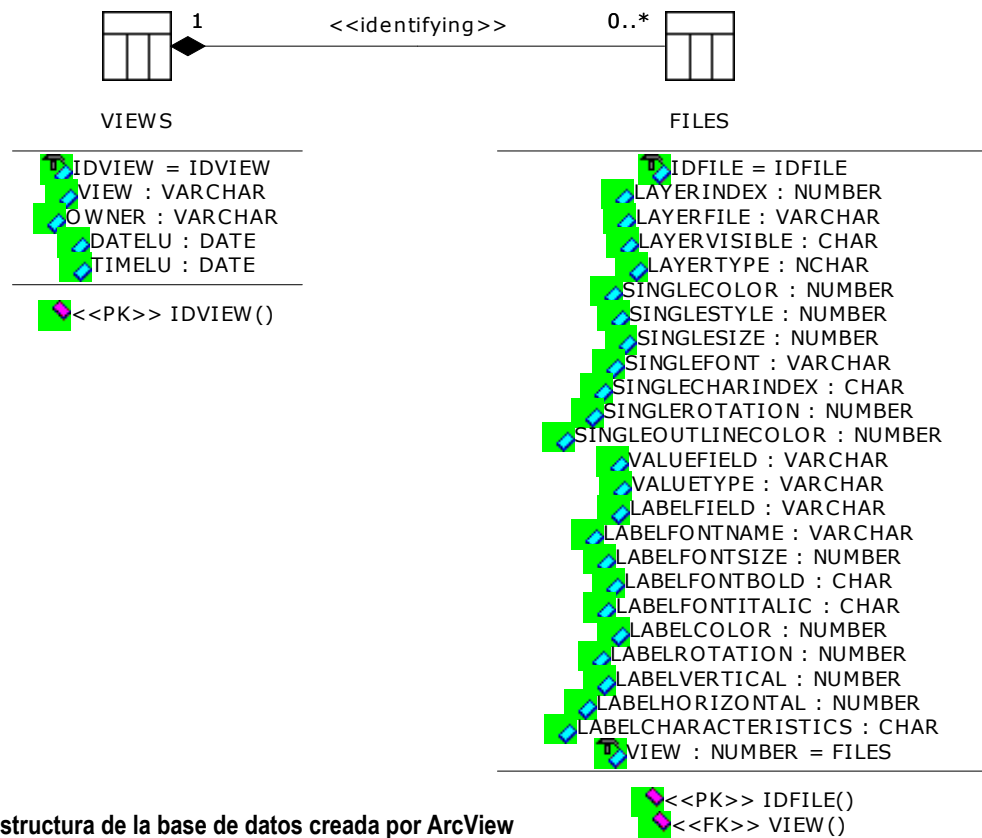 1 <<identifying>> 0..*
VIEWS
IDVIEW = IDVIEW
VIEW : VARCHAR
OWNER : VARCHAR
DATELU : DATE
TIMELU : DATE
<<PK>> IDVIEW()
FILES
IDFILE = IDFILE
LAYERINDEX : NUMBER
LAYERFILE : VARCHAR
LAYERVISIBLE : CHAR
LAYERTYPE : NCHAR
SINGLECOLOR : NUMBER
SINGLESTYLE : NUMBER
SINGLESIZE : NUMBER
SINGLEFONT : VARCHAR
SINGLECHARINDEX : CHAR
SINGLEROTATION : NUMBER
SINGLEOUTLINECOLOR : NUMBER
VALUEFIELD : VARCHAR
VALUETYPE : VARCHAR
LABELFIELD : VARCHAR
LABELFONTNAME : VARCHAR
LABELFONTSIZE : NUMBER
LABELFONTBOLD : CHAR
LABELFONTITALIC : CHAR
LABELCOLOR : NUMBER
LABELROTATION : NUMBER
LABELVERTICAL : NUMBER
LABELHORIZONTAL : NUMBER
LABELCHARACTERISTICS : CHAR
VIEW : NUMBER = FILES
<<PK>> IDFILE()
<<FK>> VIEW()
structura de la base de datos creada por ArcView